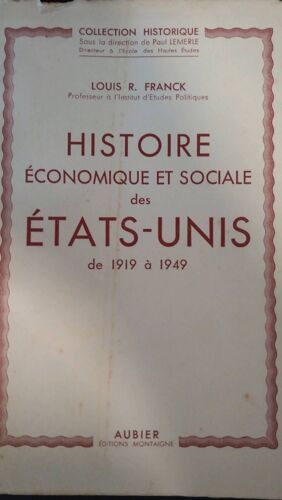 COLLECTION HISTORIQUE
Sous la direction de Paul LEMERLE
Directeur à l'Ecole des Hautes Études
LOUIS R. FRANCK
Professeur à l'Institut d'Études Politiques
HISTOIRE
ÉCONOMIQUE ET SOCIALE
des
ÉTATS-UNIS
de 1919 à 1949
AUBIER
ÉDITIONS MONTAIGNE